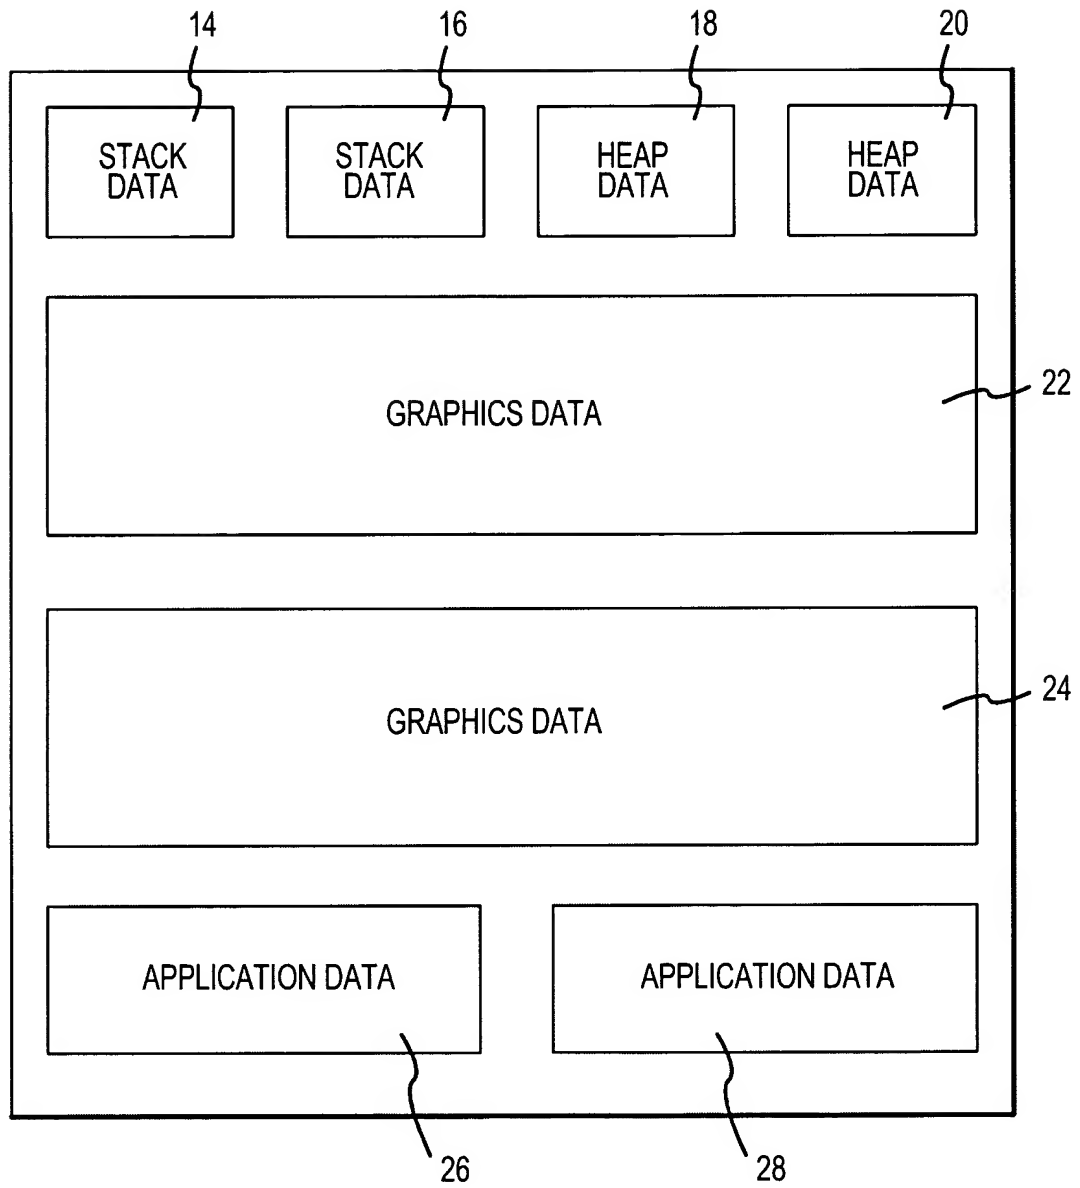 14 16 18 20
STACK DATA
STACK DATA
HEAP DATA
HEAP DATA
22
GRAPHICS DATA
24
GRAPHICS DATA
APPLICATION DATA
APPLICATION DATA
26
28